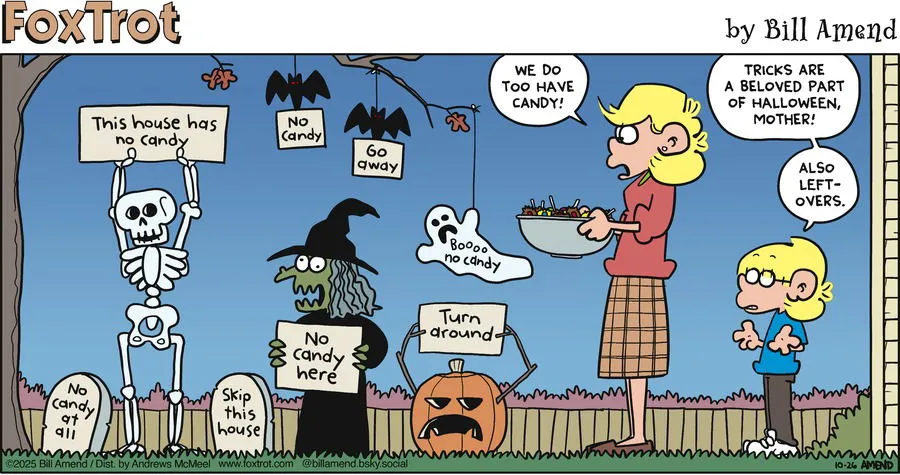 FoxTrot
by Bill Amend
This house has
no candy
No
candy
Go
away
WE DO
TOO HAVE
CANDY!
TRICKS ARE
A BELOVED PART
OF HALLOWEEN,
MOTHER!
ALSO
LEFT-
OVERS.
Boooo
no candy
Turn
around
No
candy
here
No
candy
at
all
Skip
this
house
©2025 Bill Amend / Dist. by Andrews McMeel www.foxtrot.com @billamend.bsky.social
10-26 AMEND